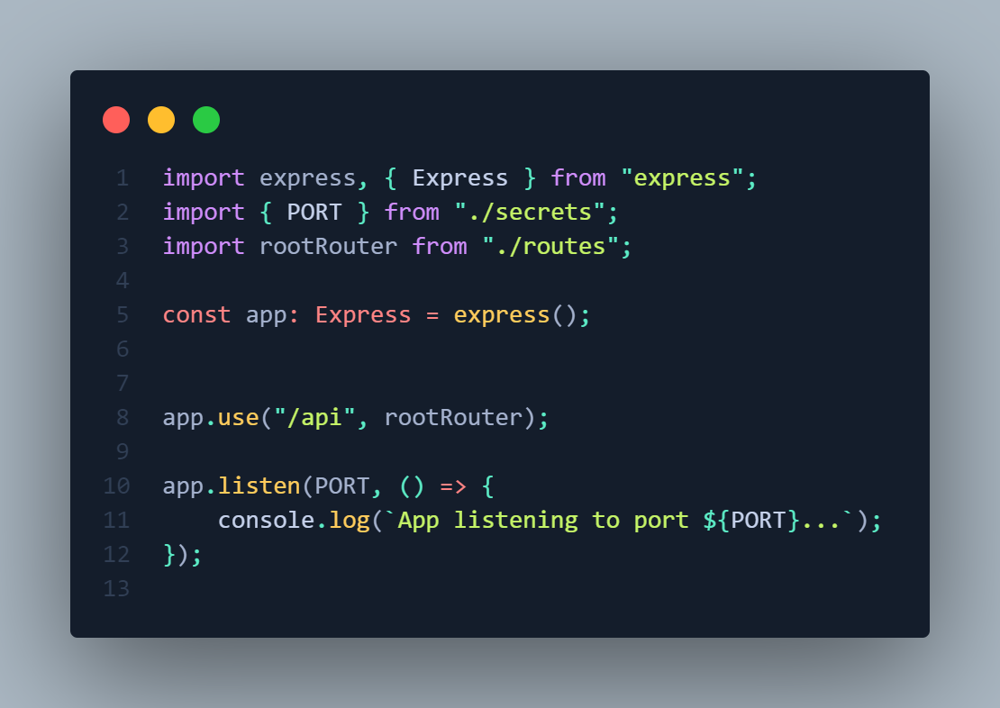 1 import express, { Express } from "express";
2 import { PORT } from "./secrets";
3 import rootRouter from "./routes";
4
5 const app: Express = express();
6
7
8 app.use("/api", rootRouter);
9
10 app.listen(PORT, () => {
11     console.log(`App listening to port ${PORT}...`);
12 });
13